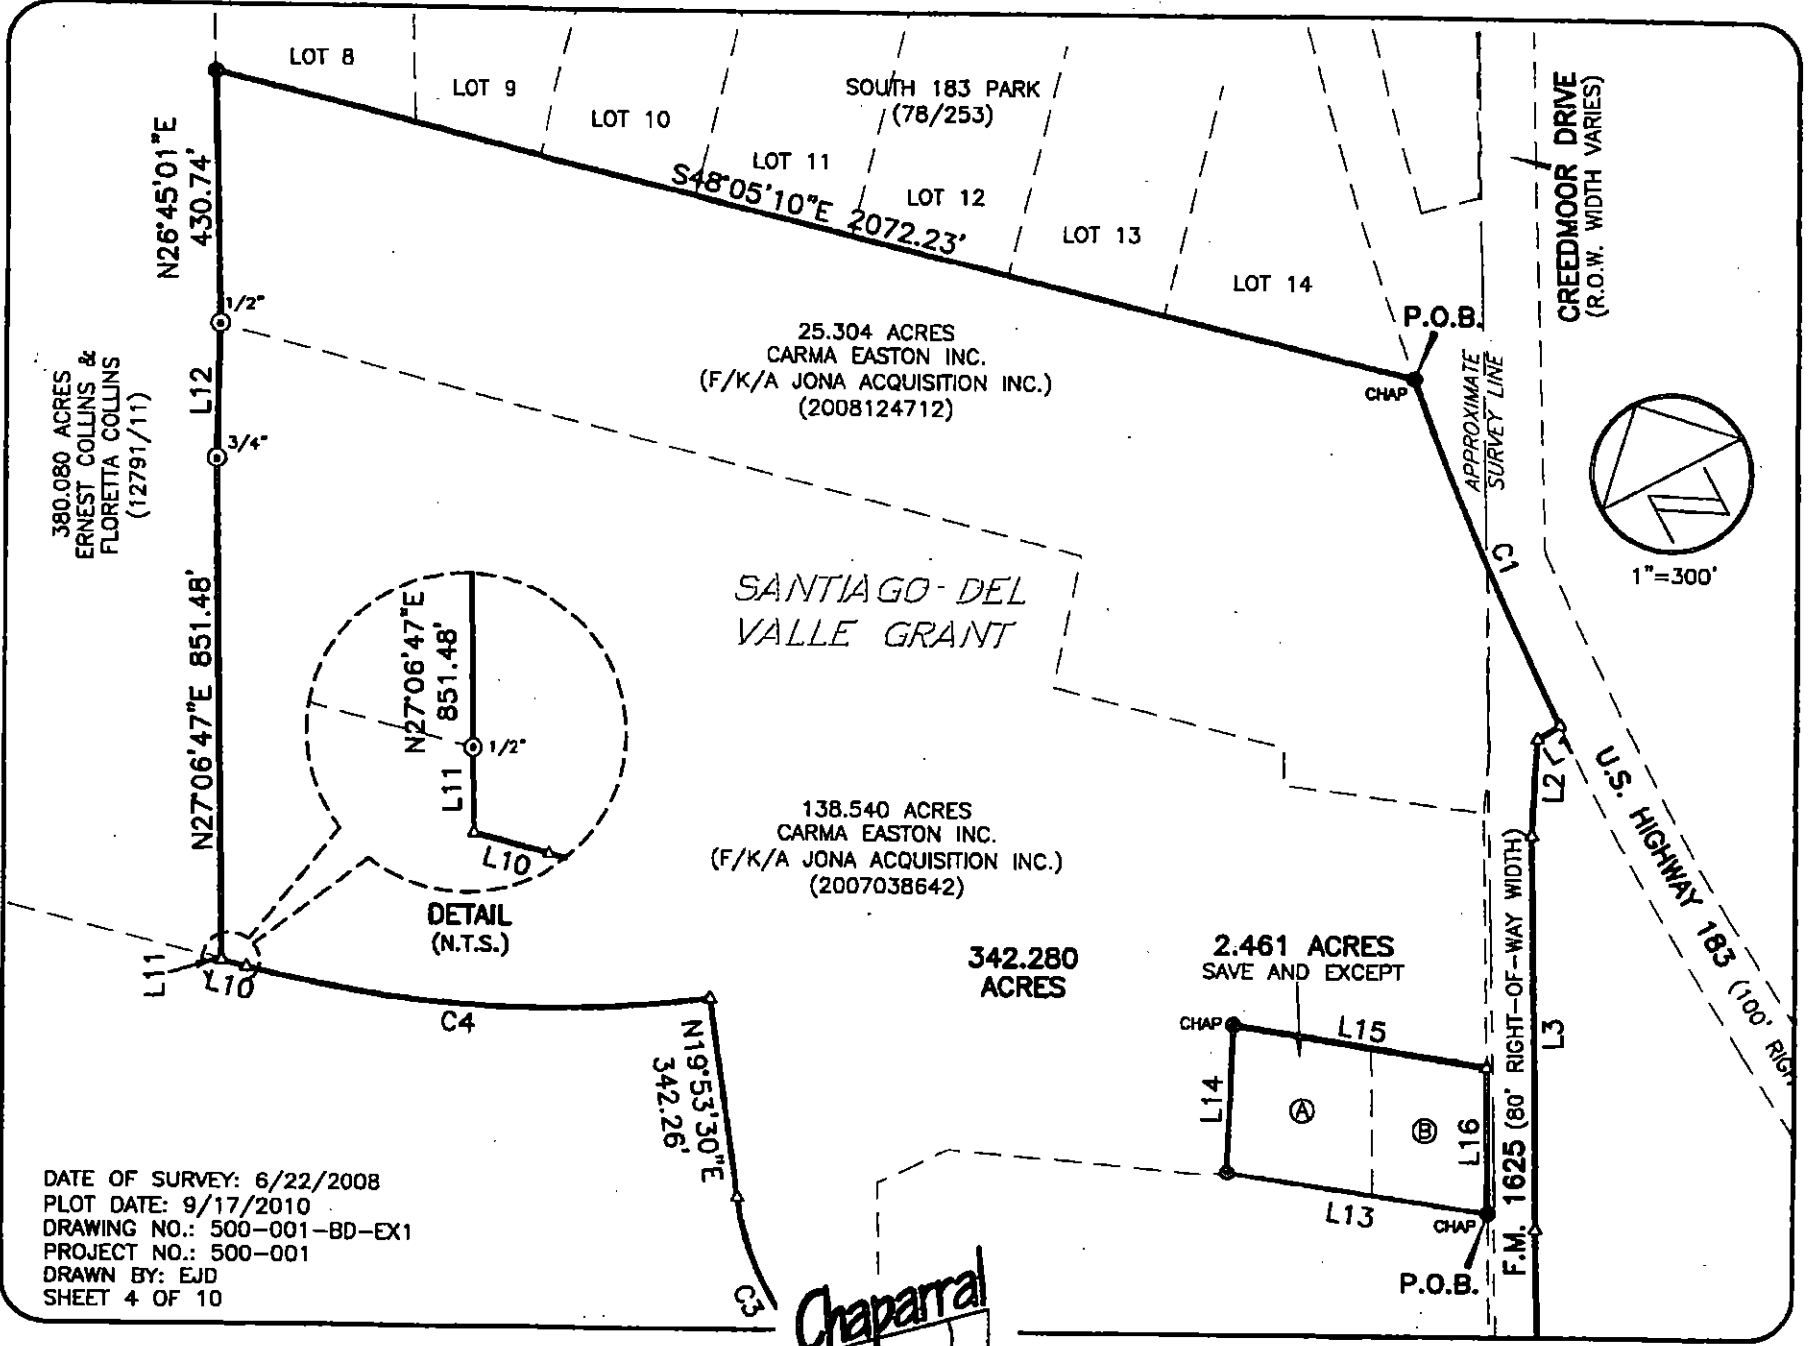 LOT 8
LOT 9
LOT 10
LOT 11
LOT 12
LOT 13
LOT 14
SOUTH 183 PARK
(78/253)
S48°05'10"E 2072.23'
N26°45'01"E
430.74'
1/2"
L12
3/4"
380.080 ACRES
ERNEST COLLINS &
FLORETTA COLLINS
(12791/11)
N27°06'47"E 851.48'
25.304 ACRES
CARMA EASTON INC.
(F/K/A JONA ACQUISITION INC.)
(2008124712)
P.O.B.
CHAP
APPROXIMATE
SURVEY LINE
CREEDMOOR DRIVE
(R.O.W. WIDTH VARIES)
C1
N
1"=300'
SANTIAGO DEL
VALLE GRANT
N27°06'47"E
851.48'
1/2"
L11
L10
DETAIL
(N.T.S.)
L11
L10
C4
138.540 ACRES
CARMA EASTON INC.
(F/K/A JONA ACQUISITION INC.)
(2007038642)
342.280
ACRES
2.461 ACRES
SAVE AND EXCEPT
L1
L2
U.S. HIGHWAY 183 (100' RIGH
L3
F.M. 1625 (80' RIGHT-OF-WAY WIDTH)
CHAP
L15
L14
A
B
L16
L13
CHAP
P.O.B.
N19°53'30"E
342.26'
C3
DATE OF SURVEY: 6/22/2008
PLOT DATE: 9/17/2010
DRAWING NO.: 500-001-BD-EX1
PROJECT NO.: 500-001
DRAWN BY: EJD
SHEET 4 OF 10
Chaparral